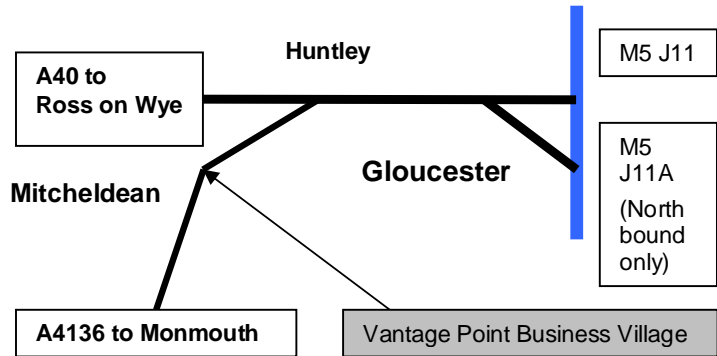 Huntley
M5 J11
A40 to
Ross on Wye
M5
J11A
(North
bound
only)
Gloucester
Mitcheldean
A4136 to Monmouth
Vantage Point Business Village